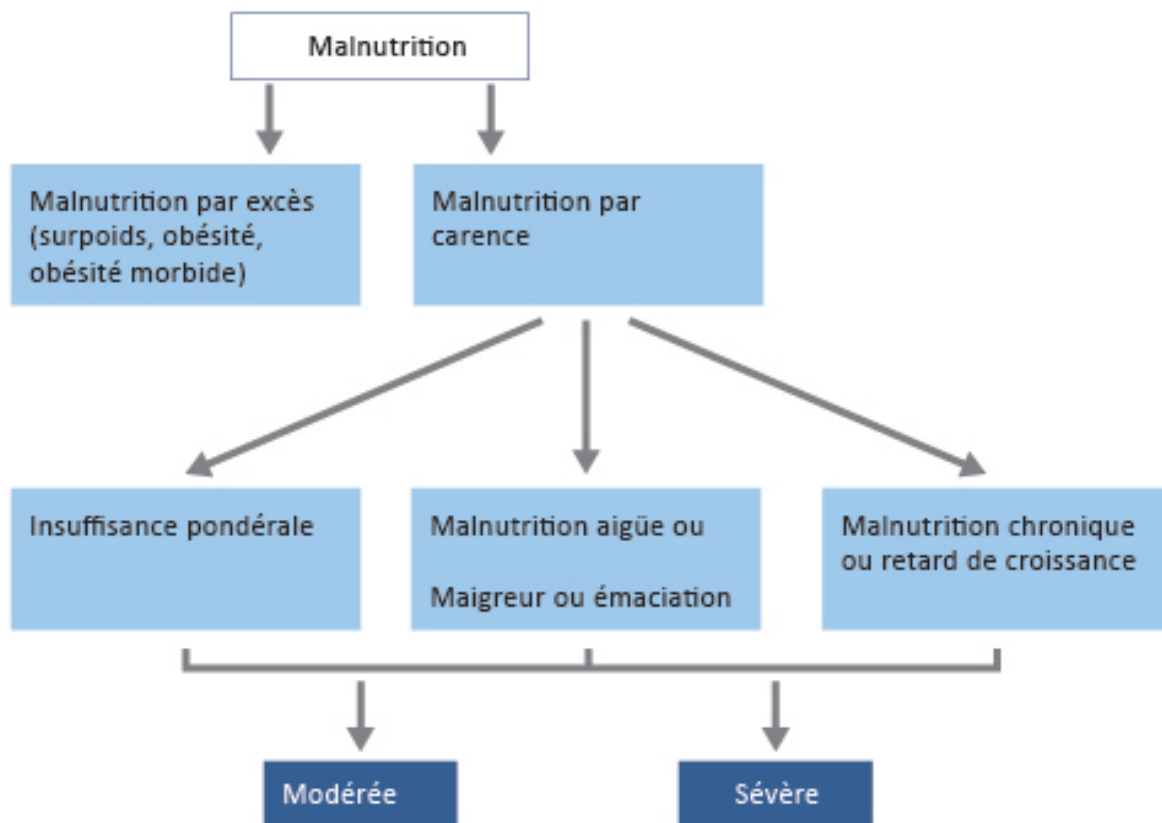 Malnutrition
Malnutrition par excès
(surpoids, obésité,
obésité morbide)
Malnutrition par
carence
Insuffisance pondérale
Malnutrition aigüe ou
Maigreur ou émaciation
Malnutrition chronique
ou retard de croissance
Modérée
Sévère